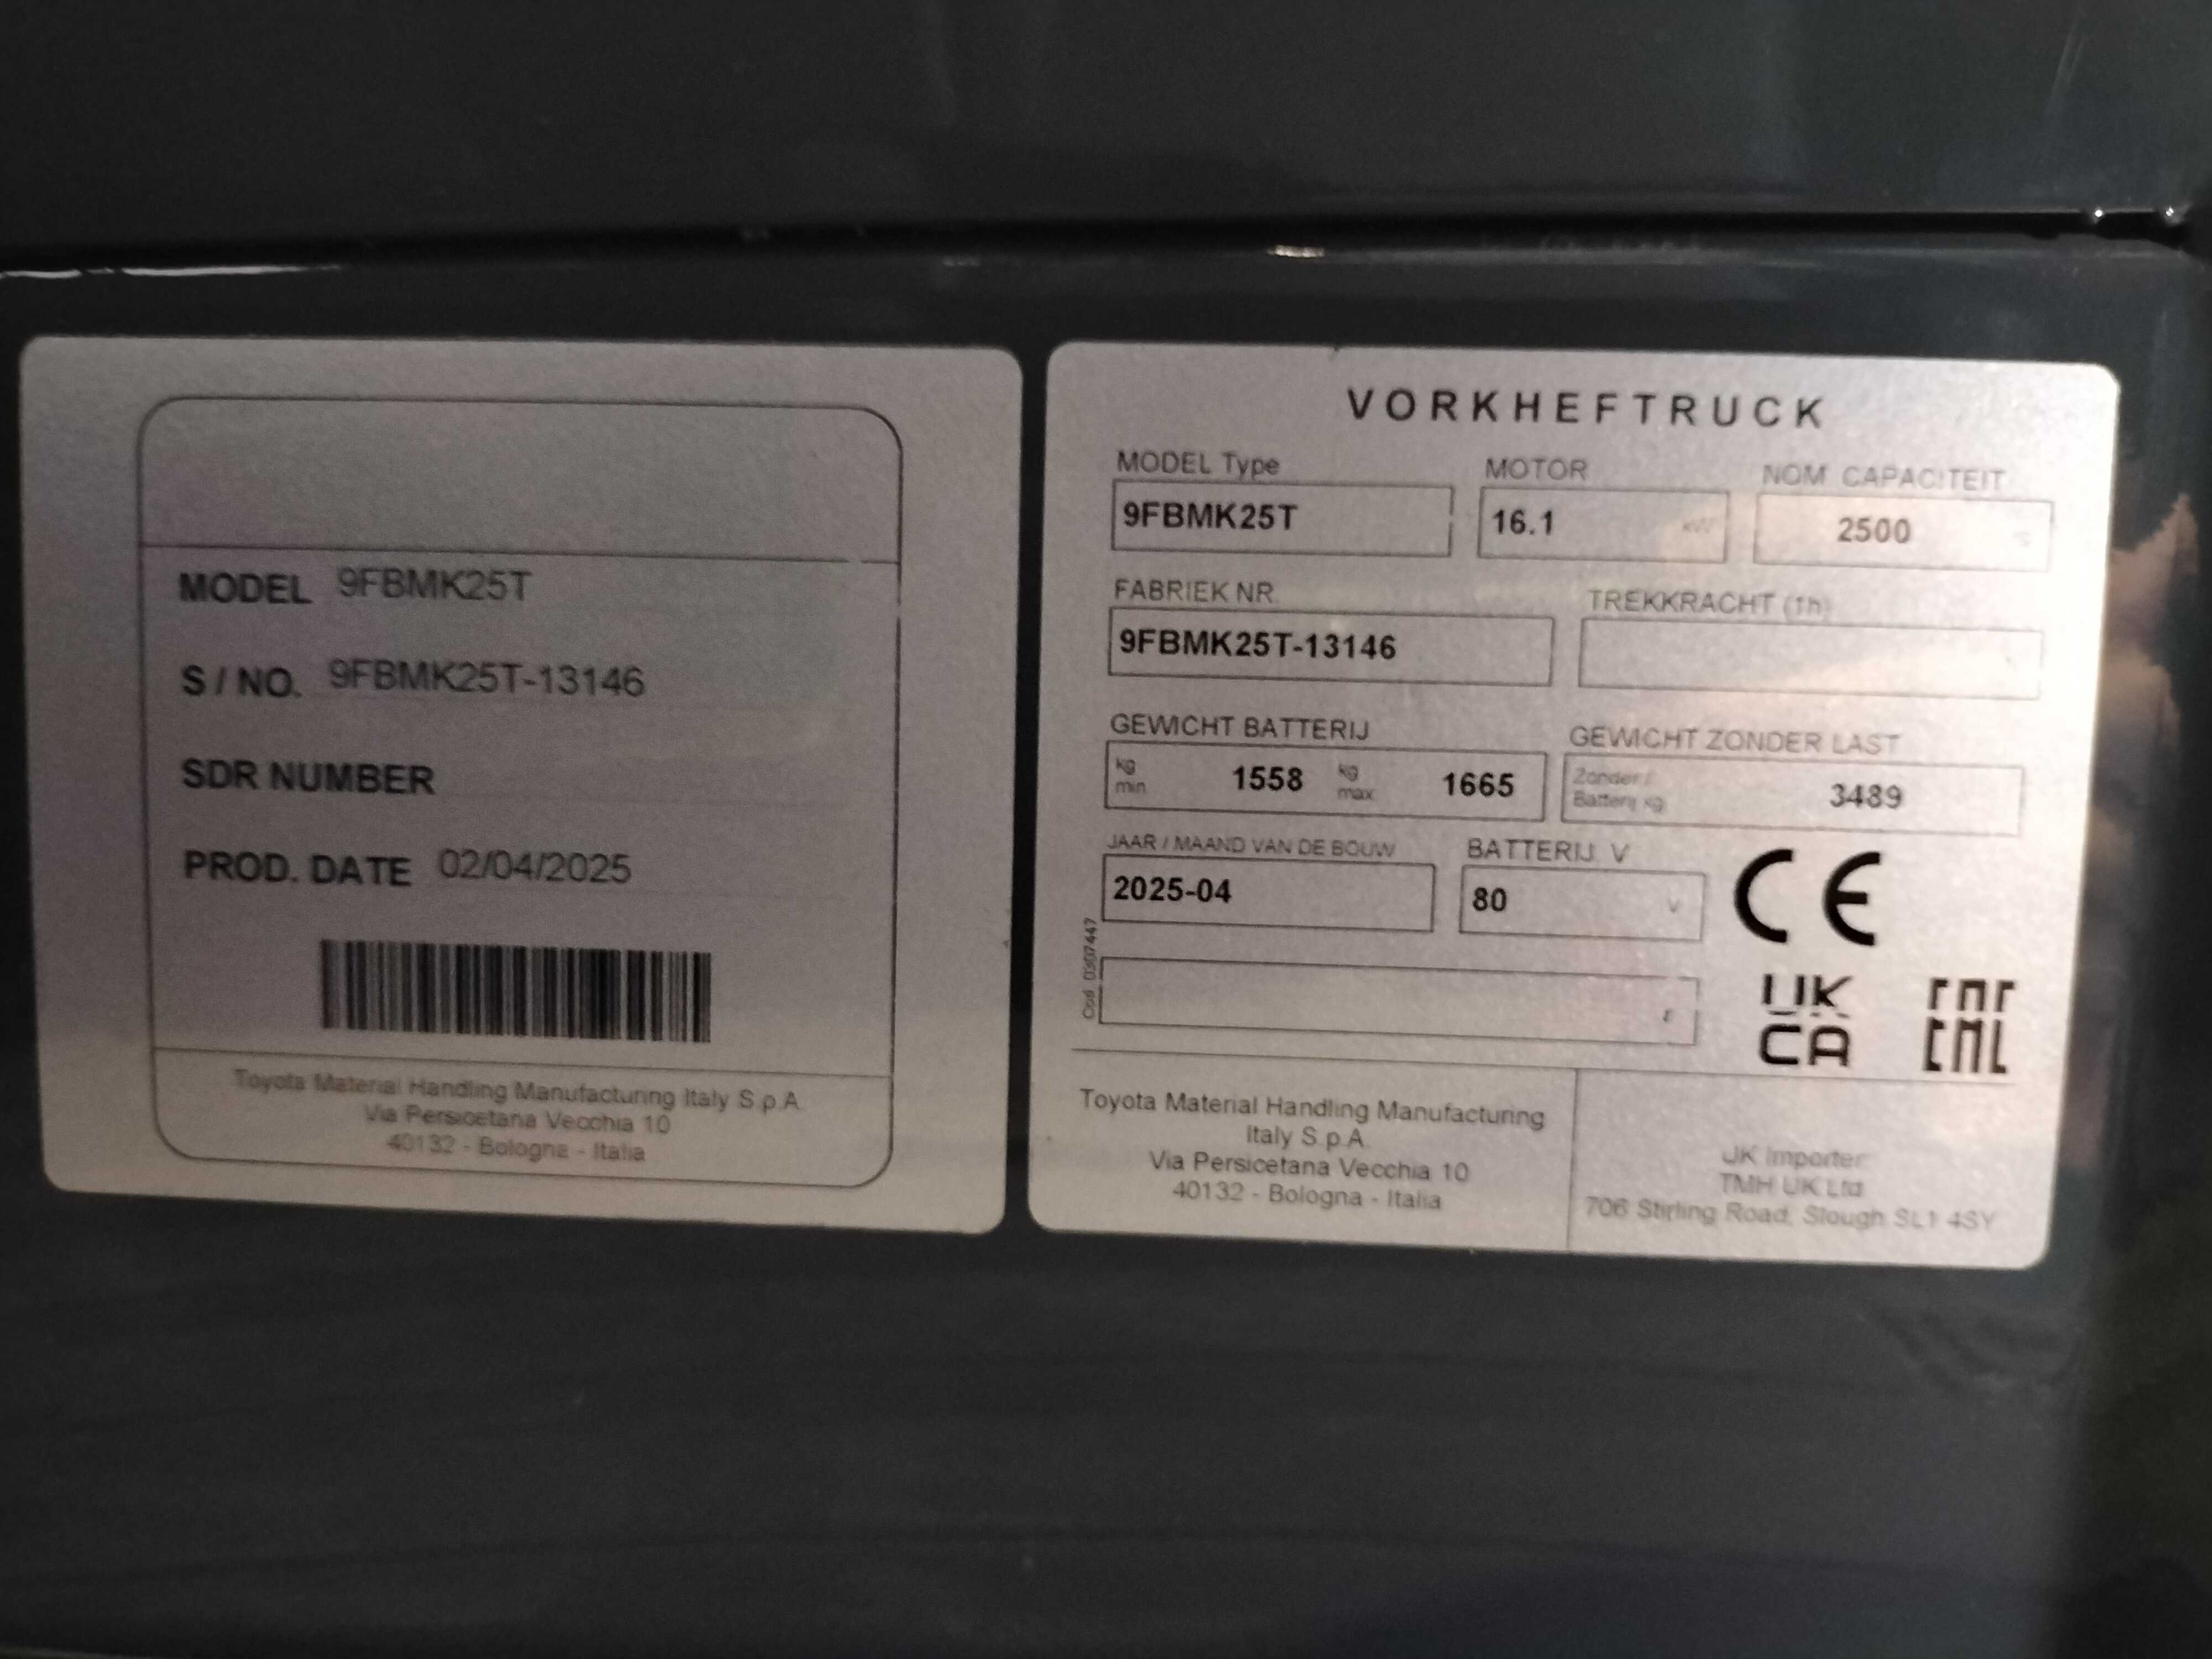 MODEL 9FBMK25T
S / NO. 9FBMK25T-13146
SDR NUMBER
PROD. DATE 02/04/2025
Toyota Material Handling Manufacturing Italy S.p.A.
Via Persicetana Vecchia 10
40132 - Bologna - Italia
VORKHEFTRUCK
MODEL Type MOTOR NOM. CAPACITEIT
9FBMK25T 16.1 kW 2500
FABRIEK NR. TREKKRACHT (1h)
9FBMK25T-13146
GEWICHT BATTERIJ GEWICHT ZONDER LAST
kg min 1558 kg max 1665 Zonder Batterij kg 3489
JAAR / MAAND VAN DE BOUW BATTERIJ V
2025-04 80 V
CE
Cod. 0307447
UK
CA
EAC
Toyota Material Handling Manufacturing
Italy S.p.A.
Via Persicetana Vecchia 10
40132 - Bologna - Italia
UK Importer:
TMH UK Ltd
706 Stirling Road, Slough SL1 4SY